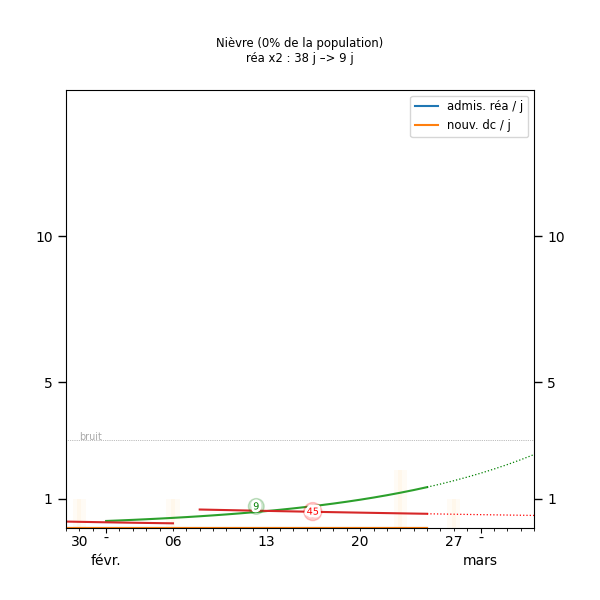 Nièvre (0% de la population)
réa x2 : 38 j –> 9 j
admis. réa / j
nouv. dc / j
10
10
5
5
bruit
9
45
1
1
30
06
13
20
27
févr.
mars